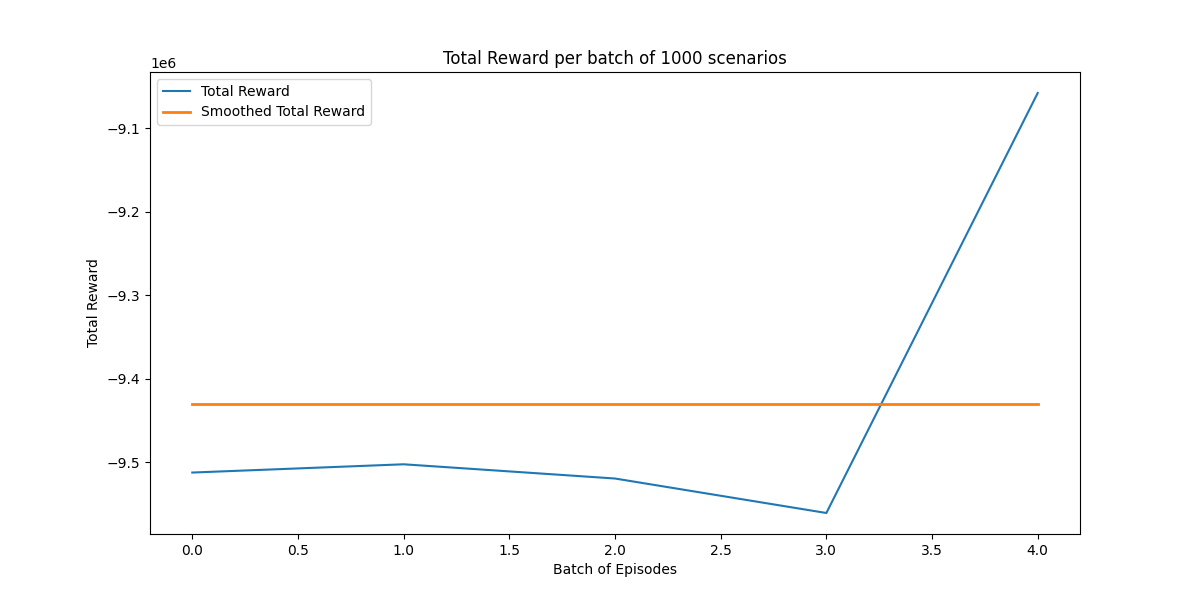 Total Reward per batch of 1000 scenarios
1e6
Total Reward
Smoothed Total Reward
−9.1
−9.2
−9.3
−9.4
−9.5
Total Reward
0.0 0.5 1.0 1.5 2.0 2.5 3.0 3.5 4.0
Batch of Episodes